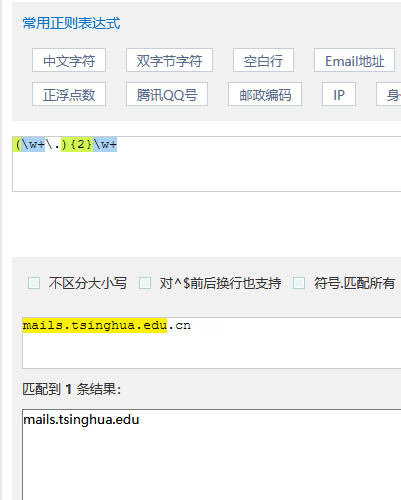 常用正则表达式
中文字符 双字节字符 空白行 Email地址
正浮点数 腾讯QQ号 邮政编码 IP
(\w+\.){2}\w+
不区分大小写 对^$前后换行也支持 符号.匹配所有
mails.tsinghua.edu.cn
匹配到 1 条结果:
mails.tsinghua.edu